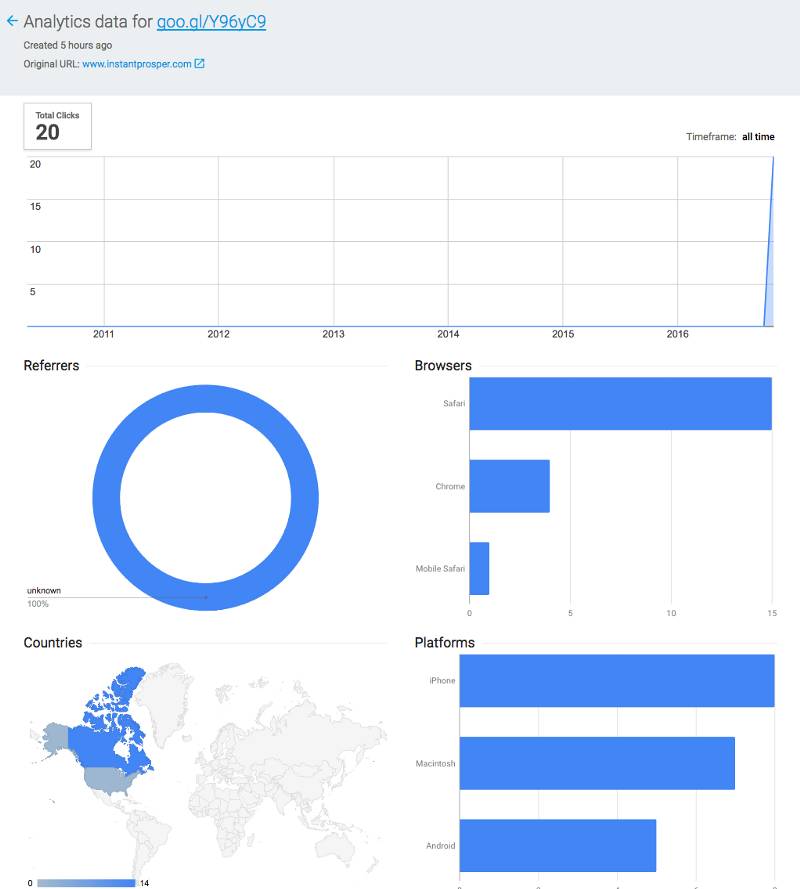 Analytics data for goo.gl/Y96yC9
Created 5 hours ago
Original URL: www.instantprosper.com
Total Clicks
20
Timeframe: all time
20
15
10
5
2011 2012 2013 2014 2015 2016
Referrers
unknown
100%
Browsers
Safari
Chrome
Mobile Safari
0 5 10 15
Countries
0 14
Platforms
iPhone
Macintosh
Android